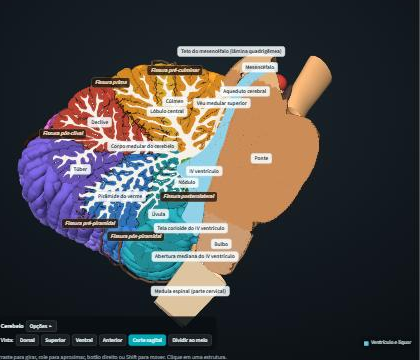 Teto do mesencéfalo (lâmina quadrigêmea)
Mesencéfalo
Fissura pré-culminar
Fissura prima
Aqueduto cerebral
Cúlmen
Véu medular superior
Lóbulo central
Declive
Fissura pós-clival
Corpo medular do cerebelo
Ponte
Túber
IV ventrículo
Nódulo
Pirâmide do verme
Fissura posterolateral
Úvula
Fissura pré-piramidal
Tela corioide do IV ventrículo
Fissura pós-piramidal
Bulbo
Abertura mediana do IV ventrículo
Medula espinal (parte cervical)
Cerebelo Opções
Vista: Dorsal Superior Ventral Anterior Corte sagital Dividir ao meio
Ventrículo e líquor
raste para girar, role para aproximar, botão direito ou Shift para mover. Clique em uma estrutura.